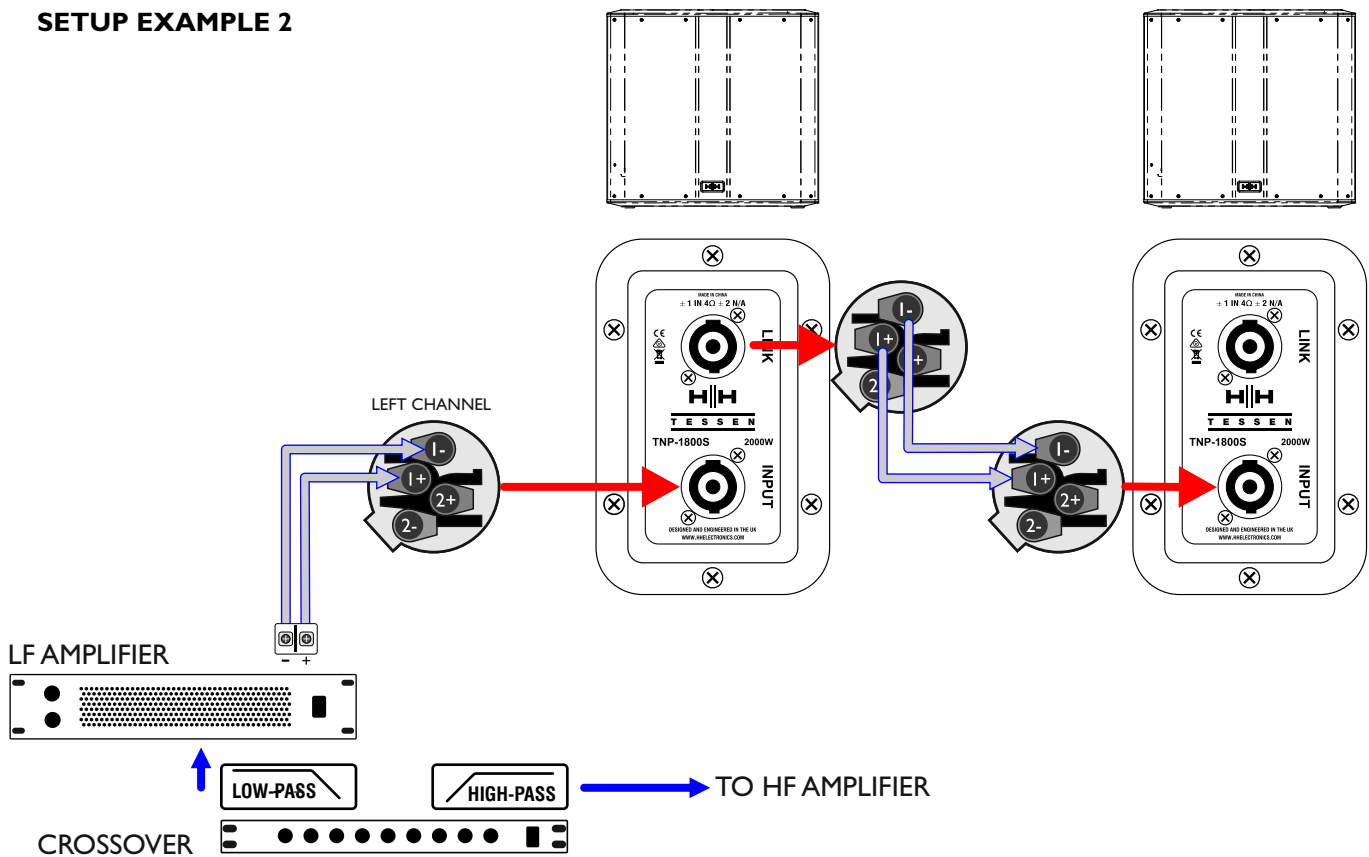 SETUP EXAMPLE 2
MADE IN CHINA
± 1 IN 4Ω ± 2 N/A
LINK
TESSEN
TNP-1800S 2000W
INPUT
DESIGNED AND ENGINEERED IN THE UK
WWW.HHELECTRONICS.COM
1-
1+
2+
2-
MADE IN CHINA
± 1 IN 4Ω ± 2 N/A
LINK
TESSEN
TNP-1800S 2000W
INPUT
DESIGNED AND ENGINEERED IN THE UK
WWW.HHELECTRONICS.COM
LEFT CHANNEL
1-
1+
2+
2-
1-
1+
2+
2-
- +
LF AMPLIFIER
LOW-PASS
HIGH-PASS
TO HF AMPLIFIER
CROSSOVER